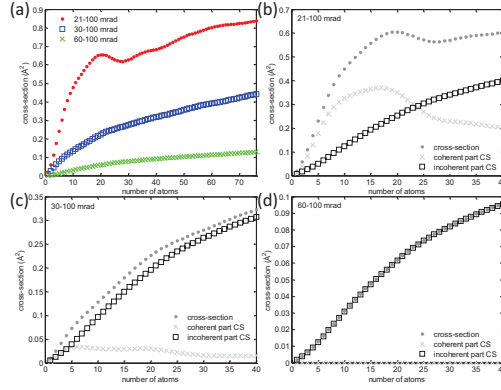 (a)
21-100 mrad
30-100 mrad
60-100 mrad
cross-section (Å²)
0.9
0.8
0.7
0.6
0.5
0.4
0.3
0.2
0.1
0
0 10 20 30 40 50 60 70
number of atoms
(b)
21-100 mrad
cross-section (Å²)
0.7
0.6
0.5
0.4
0.3
0.2
0.1
0
0 5 10 15 20 25 30 35 40
number of atoms
cross-section
coherent part CS
incoherent part CS
(c)
30-100 mrad
cross-section (Å²)
0.35
0.3
0.25
0.2
0.15
0.1
0.05
0
0 5 10 15 20 25 30 35 40
number of atoms
cross-section
coherent part CS
incoherent part CS
(d)
60-100 mrad
cross-section (Å²)
0.1
0.09
0.08
0.07
0.06
0.05
0.04
0.03
0.02
0.01
0
0 5 10 15 20 25 30 35 40
number of atoms
cross-section
coherent part CS
incoherent part CS